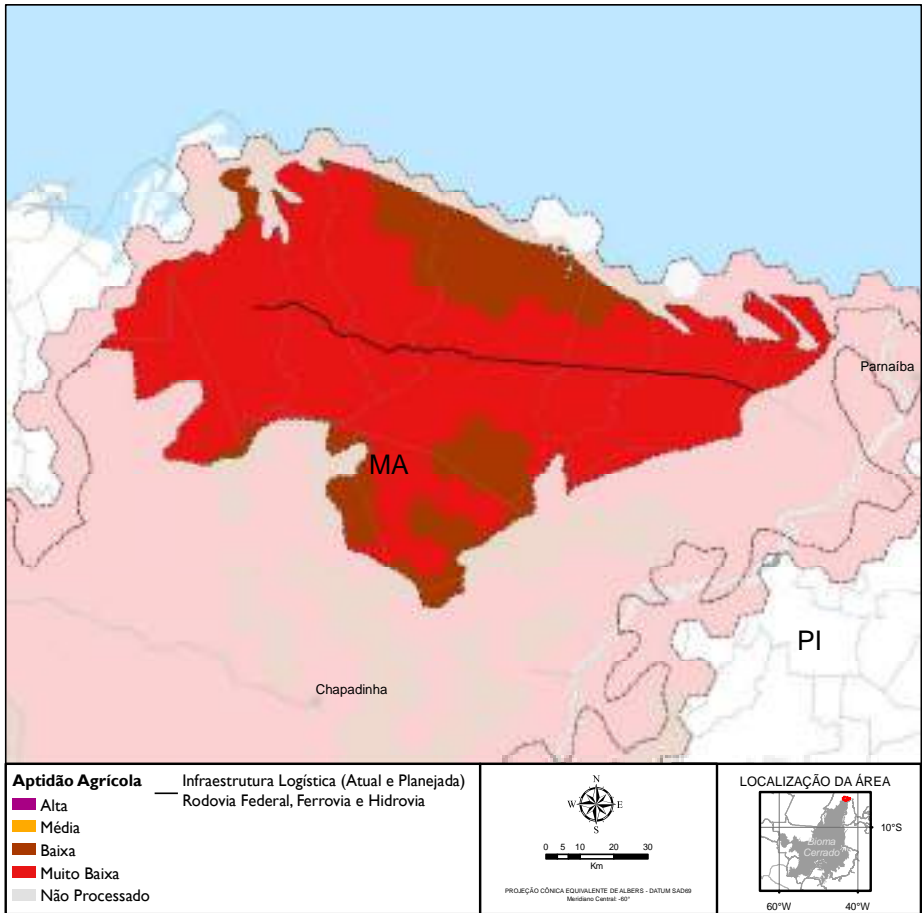 Parnaíba
MA
PI
Chapadinha
Aptidão Agrícola
Alta
Média
Baixa
Muito Baixa
Não Processado
Infraestrutura Logística (Atual e Planejada)
Rodovia Federal, Ferrovia e Hidrovia
N
W E
S
0 5 10 20 30
Km
PROJEÇÃO CÔNICA EQUIVALENTE DE ALBERS - DATUM SAD69
Meridiano Central: -60°
LOCALIZAÇÃO DA ÁREA
10°S
Bioma
Cerrado
60°W 40°W